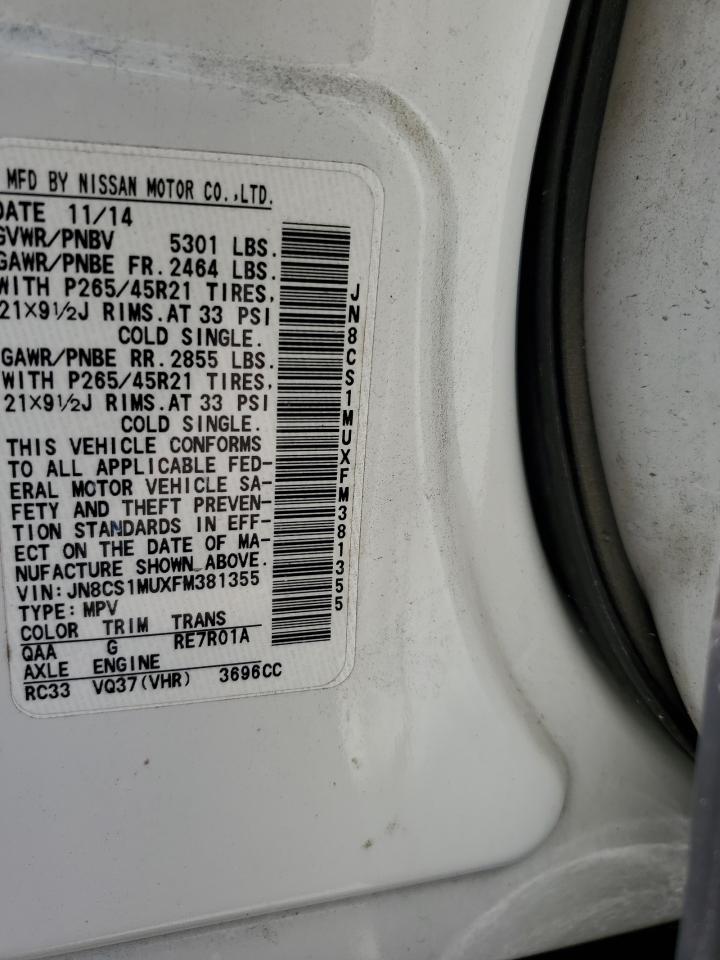 MFD BY NISSAN MOTOR CO.,LTD.
DATE 11/14
GVWR/PNBV 5301 LBS.
GAWR/PNBE FR. 2464 LBS.
WITH P265/45R21 TIRES,
21×9½J RIMS.AT 33 PSI
COLD SINGLE.
GAWR/PNBE RR. 2855 LBS.
WITH P265/45R21 TIRES,
21×9½J RIMS.AT 33 PSI
COLD SINGLE.
THIS VEHICLE CONFORMS
TO ALL APPLICABLE FED-
ERAL MOTOR VEHICLE SA-
FETY AND THEFT PREVEN-
TION STANDARDS IN EFF-
ECT ON THE DATE OF MA-
NUFACTURE SHOWN ABOVE.
VIN: JN8CS1MUXFM381355
TYPE: MPV
COLOR TRIM TRANS
QAA G RE7R01A
AXLE ENGINE
RC33 VQ37(VHR) 3696CC
JN8CS1MUXFM381355